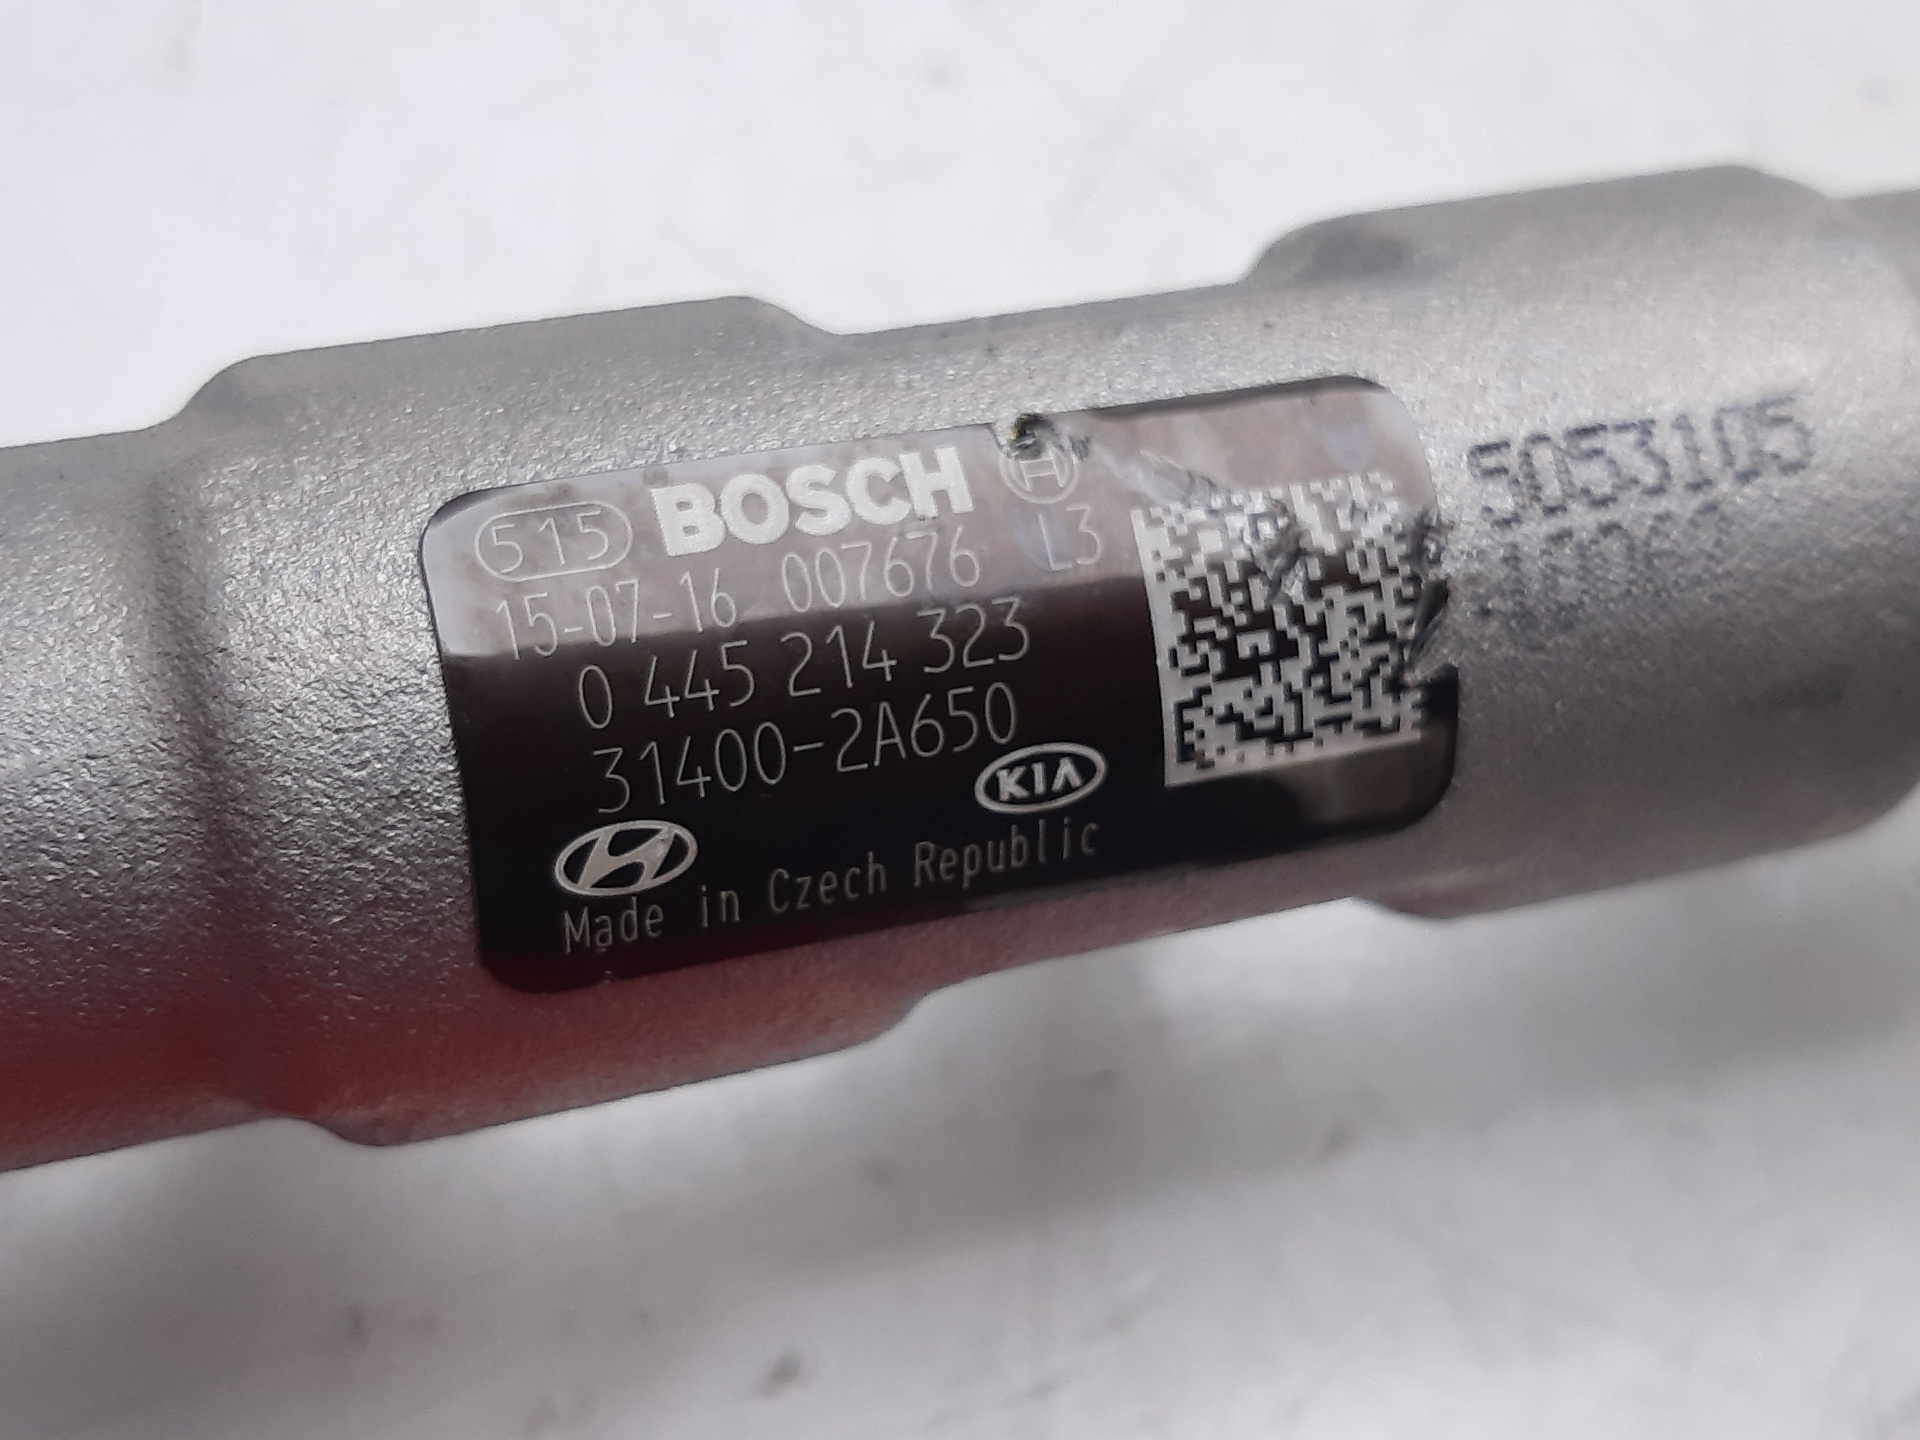 515 BOSCH
15-07-16 007676 L3
0 445 214 323
31400-2A650
KIA
Made in Czech Republic
5053105